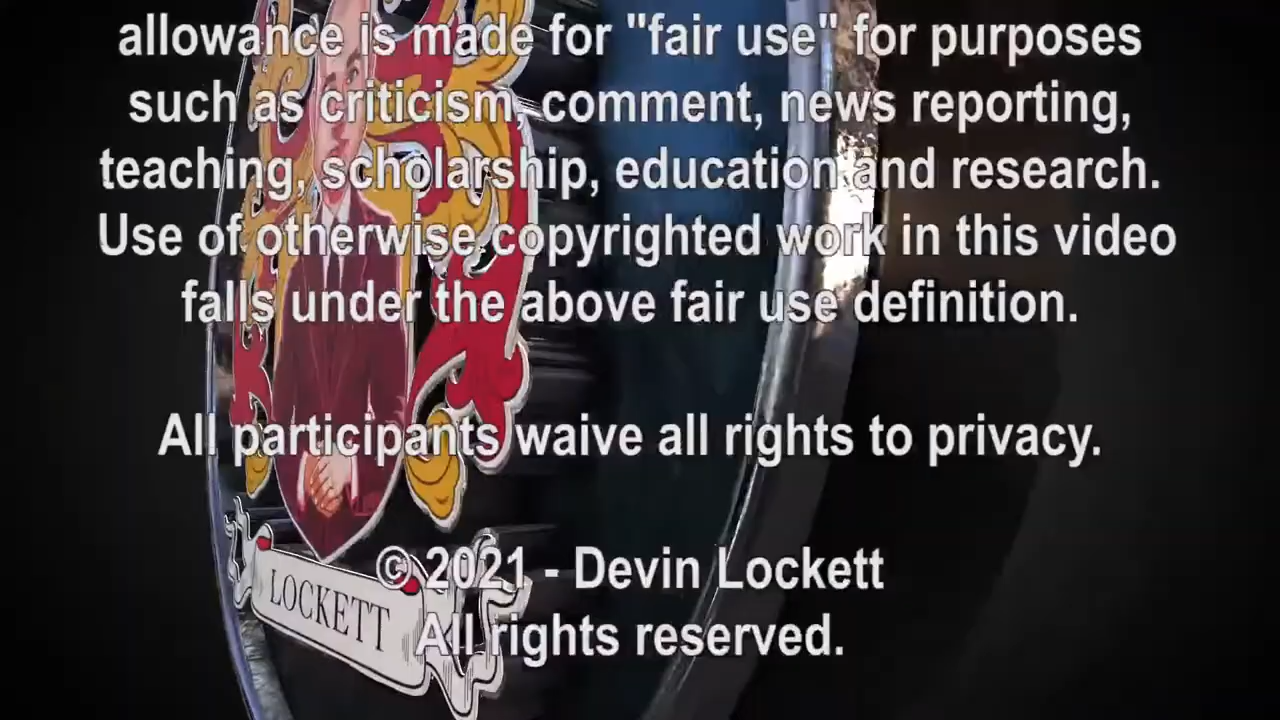 allowance is made for "fair use" for purposes
such as criticism, comment, news reporting,
teaching, scholarship, education and research.
Use of otherwise copyrighted work in this video
falls under the above fair use definition.
All participants waive all rights to privacy.
© 2021 - Devin Lockett
LOCKETT
All rights reserved.